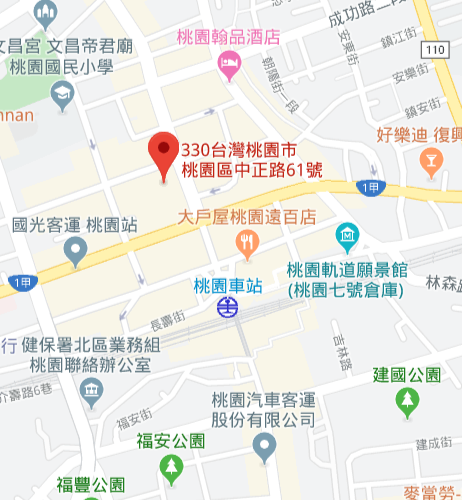 成功路二段
文昌宮 文昌帝君廟
桃園翰品酒店
鎮江街
安東街
110
桃園國民小學
朝陽街一段
安樂街
鎮安街
nnan
好樂迪 復興
330台灣桃園市
桃園區中正路61號
1甲
大戶屋桃園遠百店
國光客運 桃園站
桃園軌道願景館
(桃園七號倉庫)
1甲
桃園車站
林森路
長壽街
行
健保署北區業務組
桃園聯絡辦公室
吉林路
建國公園
介壽路6巷
桃園汽車客運
股份有限公司
福安街
福安公園
建成街
福豐公園
麥當勞-